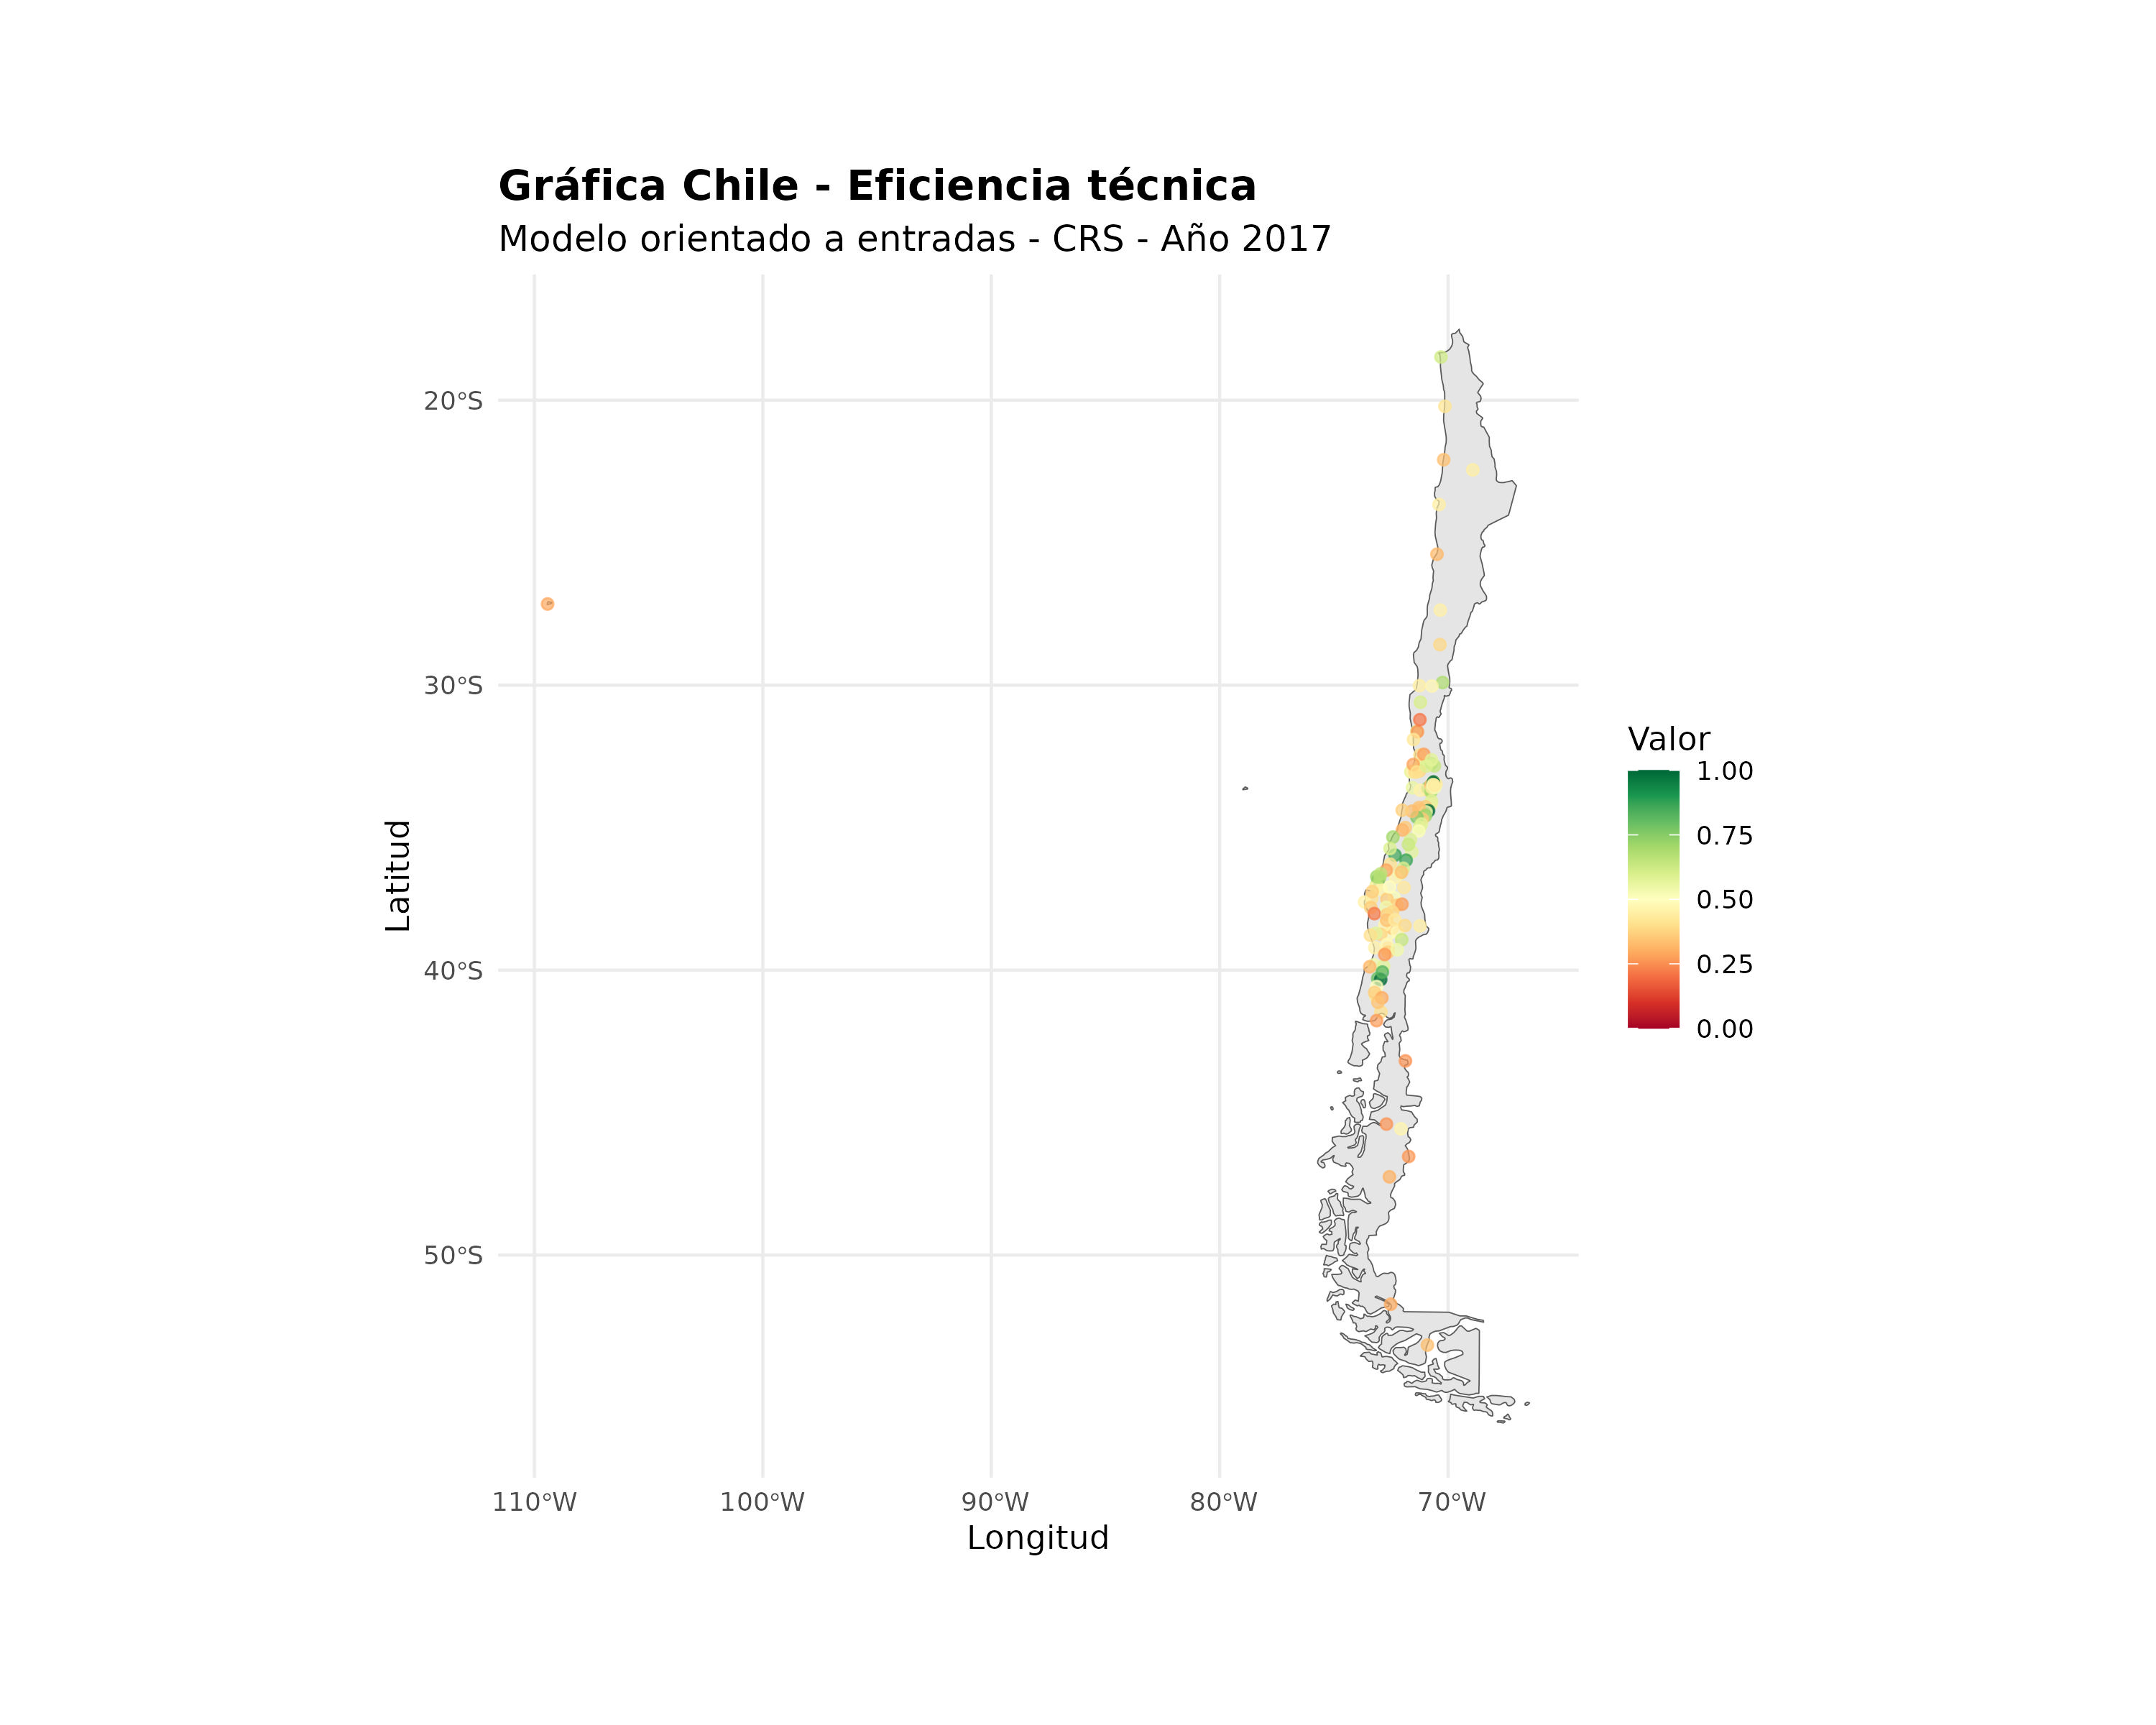 Gráfica Chile - Eficiencia técnica
Modelo orientado a entradas - CRS - Año 2017
20°S
30°S
40°S
50°S
Latitud
110°W
100°W
90°W
80°W
70°W
Longitud
Valor
1.00
0.75
0.50
0.25
0.00